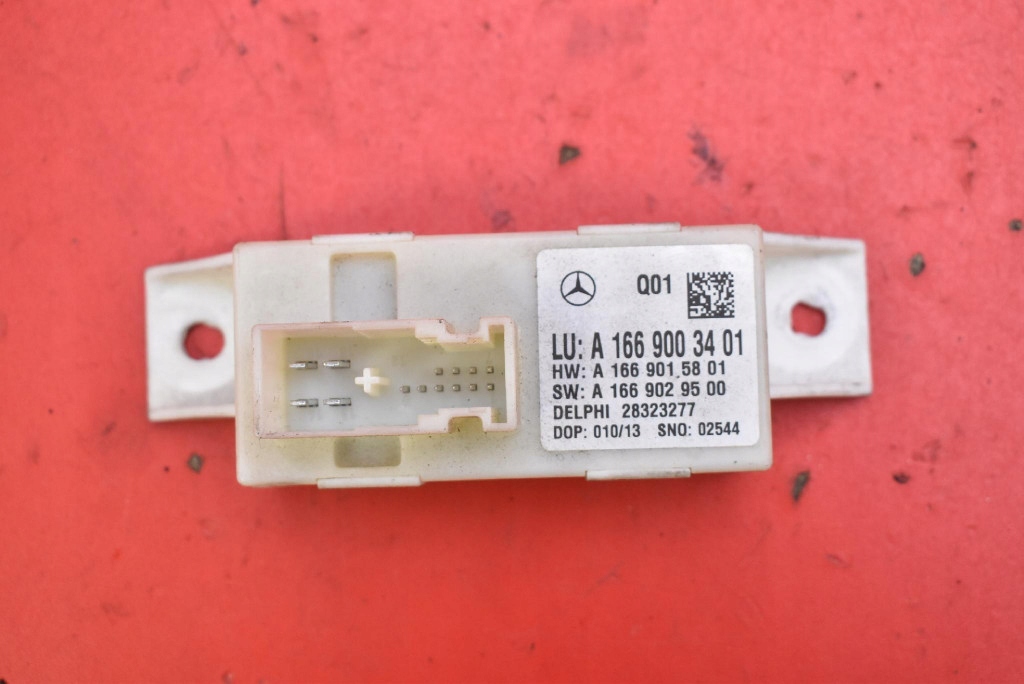 Q01
LU: A 166 900 34 01
HW: A 166 901 58 01
SW: A 166 902 95 00
DELPHI 28323277
DOP: 010/13 SNO: 02544